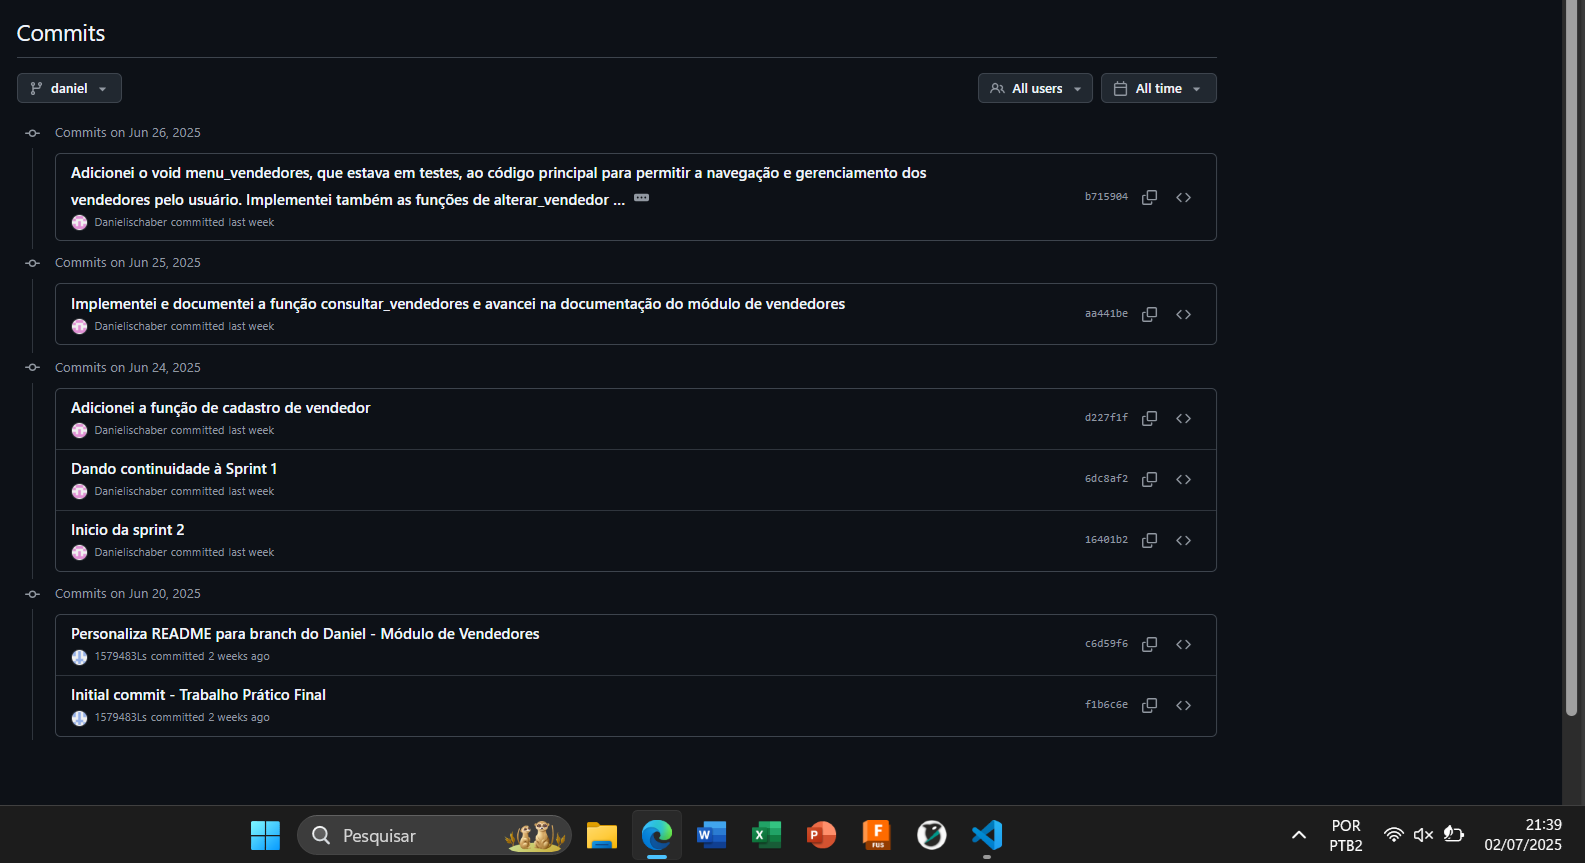 Commits
daniel
All users
All time
Commits on Jun 26, 2025
Adicionei o void menu_vendedores, que estava em testes, ao código principal para permitir a navegação e gerenciamento dos
vendedores pelo usuário. Implementei também as funções de alterar_vendedor ...
b715904
Danielischaber committed last week
Commits on Jun 25, 2025
Implementei e documentei a função consultar_vendedores e avancei na documentação do módulo de vendedores
aa441be
Danielischaber committed last week
Commits on Jun 24, 2025
Adicionei a função de cadastro de vendedor
d227f1f
Danielischaber committed last week
Dando continuidade à Sprint 1
6dc8af2
Danielischaber committed last week
Inicio da sprint 2
16401b2
Danielischaber committed last week
Commits on Jun 20, 2025
Personaliza README para branch do Daniel - Módulo de Vendedores
c6d59f6
1579483Ls committed 2 weeks ago
Initial commit - Trabalho Prático Final
f1b6c6e
1579483Ls committed 2 weeks ago
Pesquisar
W
X
P
F
FUS
POR
PTB2
21:39
02/07/2025